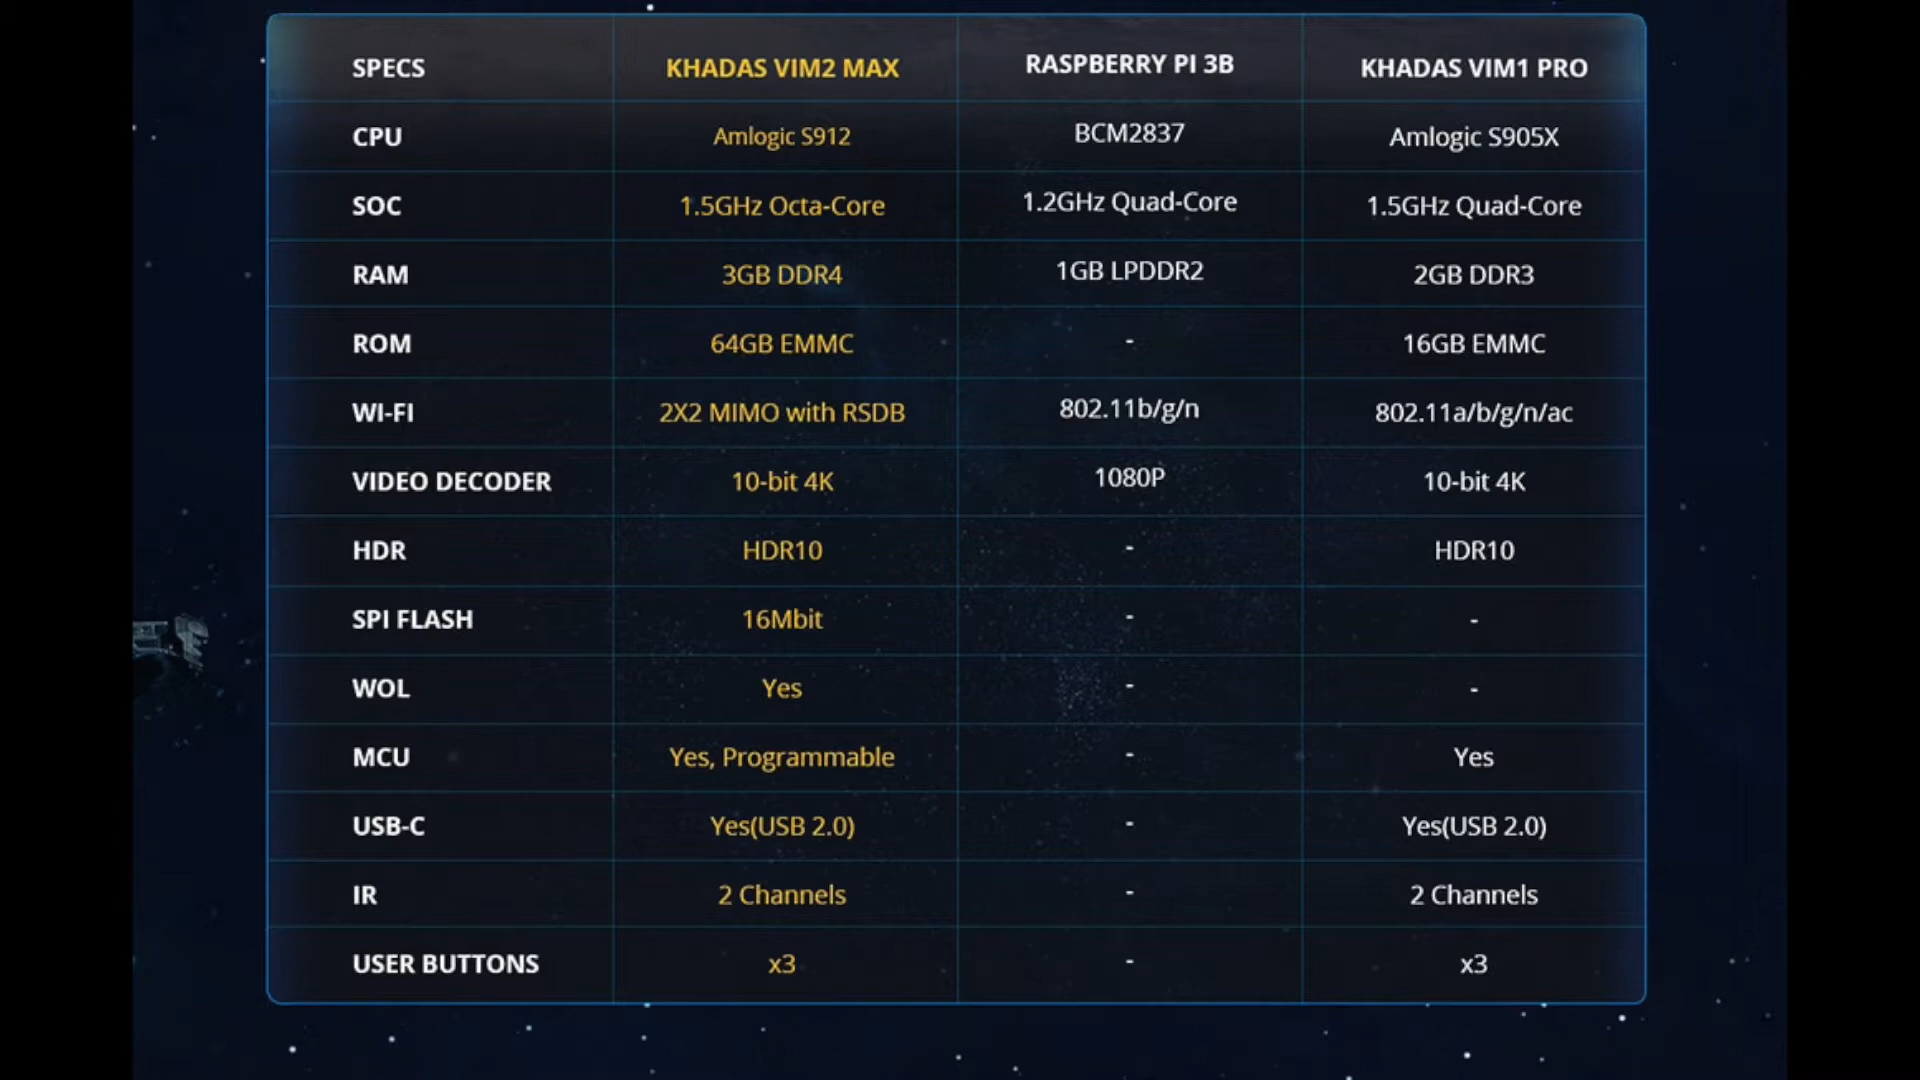 SPECS KHADAS VIM2 MAX RASPBERRY PI 3B KHADAS VIM1 PRO
CPU Amlogic S912 BCM2837 Amlogic S905X
SOC 1.5GHz Octa-Core 1.2GHz Quad-Core 1.5GHz Quad-Core
RAM 3GB DDR4 1GB LPDDR2 2GB DDR3
ROM 64GB EMMC - 16GB EMMC
WI-FI 2X2 MIMO with RSDB 802.11b/g/n 802.11a/b/g/n/ac
VIDEO DECODER 10-bit 4K 1080P 10-bit 4K
HDR HDR10 - HDR10
SPI FLASH 16Mbit - -
WOL Yes - -
MCU Yes, Programmable - Yes
USB-C Yes(USB 2.0) - Yes(USB 2.0)
IR 2 Channels - 2 Channels
USER BUTTONS x3 - x3